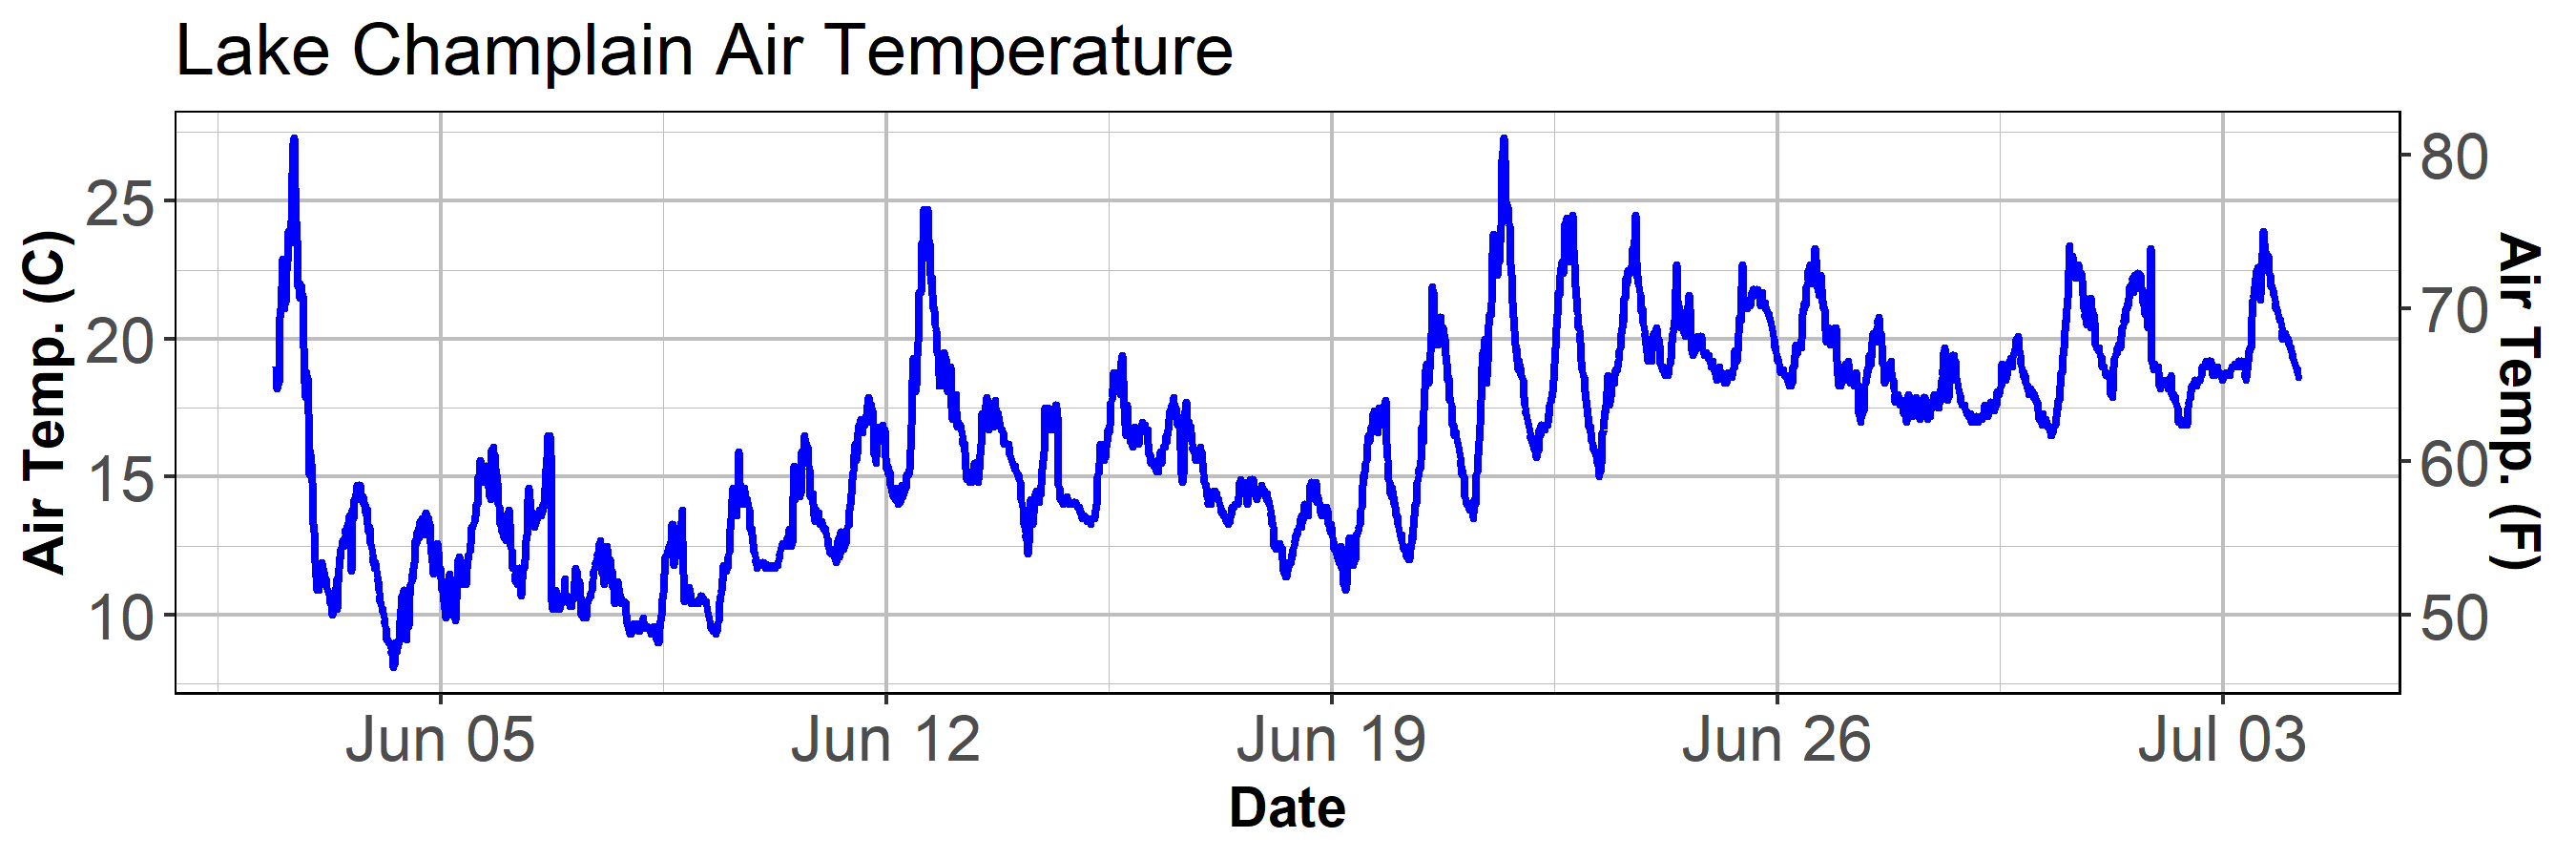 Lake Champlain Air Temperature
Air Temp. (C)
25
20
15
10
80
70
60
50
Air Temp. (F)
Jun 05
Jun 12
Jun 19
Jun 26
Jul 03
Date